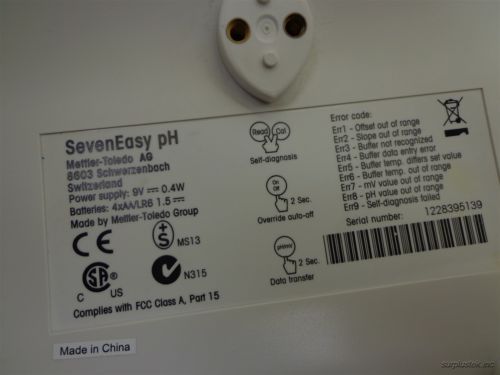 SevenEasy pH
Mettler-Toledo AG
8603 Schwerzenbach
Switzerland
Power supply: 9V ⎓ 0.4W
Batteries: 4xAA/LR6 1.5 ⎓
Made by Mettler-Toledo Group
CE
S
MS13
C
US
N315
Complies with FCC Class A, Part 15
Read
Cal
Self-diagnosis
On
Off
2 Sec.
Override auto-off
pH/mV
2 Sec.
Data transfer
Error code:
Err1 - Offset out of range
Err2 - Slope out of range
Err3 - Buffer not recognized
Err4 - Buffer data entry error
Err5 - Buffer temp. differs set value
Err6 - Buffer temp. out of range
Err7 - mV value out of range
Err8 - pH value out of range
Err9 - Self-diagnosis failed
Serial number: 1228395139
Made in China
surplustek inc